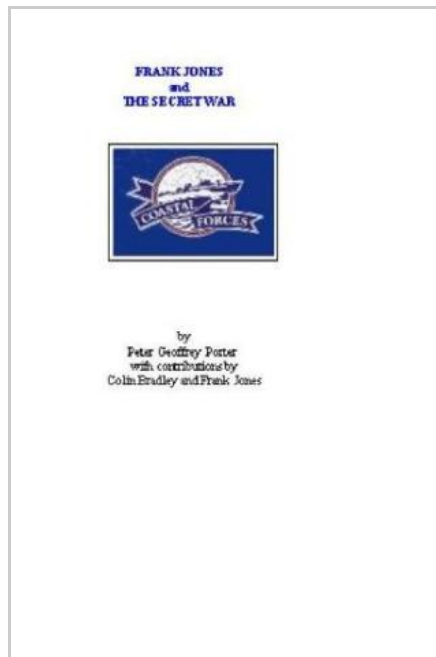 FRANK JONES
and
THE SECRET WAR
COASTAL
FORCES
by
Peter Geoffrey Porter
with contributions by
Colin Bradley and Frank Jones